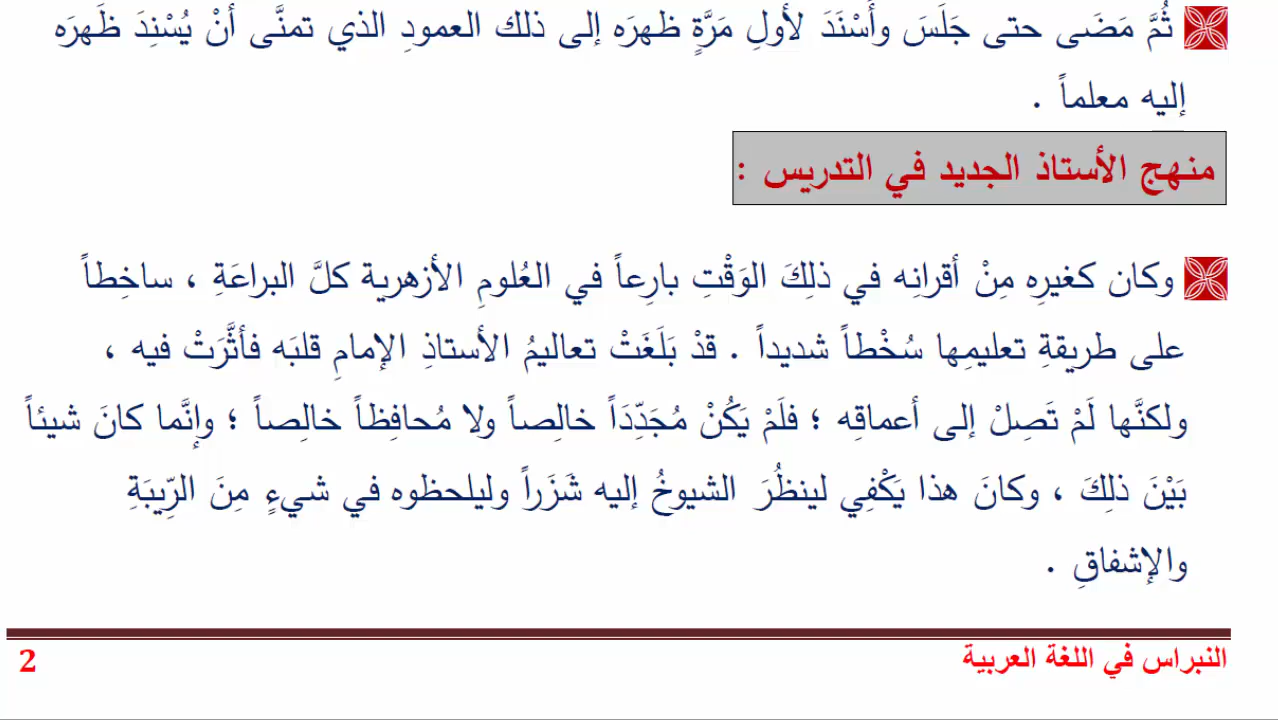 ثُمَّ مَضَى حتى جَلَسَ وأَسْنَدَ لأولِ مَرَّةٍ ظهرَه إلى ذلك العمودِ الذي تمنَّى أنْ يُسْنِدَ ظَهرَه
إليه معلماً .
منهج الأستاذ الجديد في التدريس :
وكان كغيرِه مِنْ أقرانِه في ذلِكَ الوَقْتِ بارِعاً في العُلومِ الأزهرية كلَّ البراعَةِ ، ساخِطاً
على طريقةِ تعليمِها سُخْطاً شديداً . قدْ بَلَغَتْ تعاليمُ الأستاذِ الإمامِ قلبَه فأثَّرَتْ فيه ،
ولكنَّها لَمْ تَصِلْ إلى أعماقِه ؛ فلَمْ يَكُنْ مُجَدِّدَاً خالِصاً ولا مُحافِظاً خالِصاً ؛ وإنَّما كانَ شيئاً
بَيْنَ ذلِكَ ، وكانَ هذا يَكْفِي لينظُرَ الشيوخُ إليه شَزَراً وليلحظوه في شيءٍ مِنَ الرِّيبَةِ
والإشفاقِ .
النبراس في اللغة العربية
2